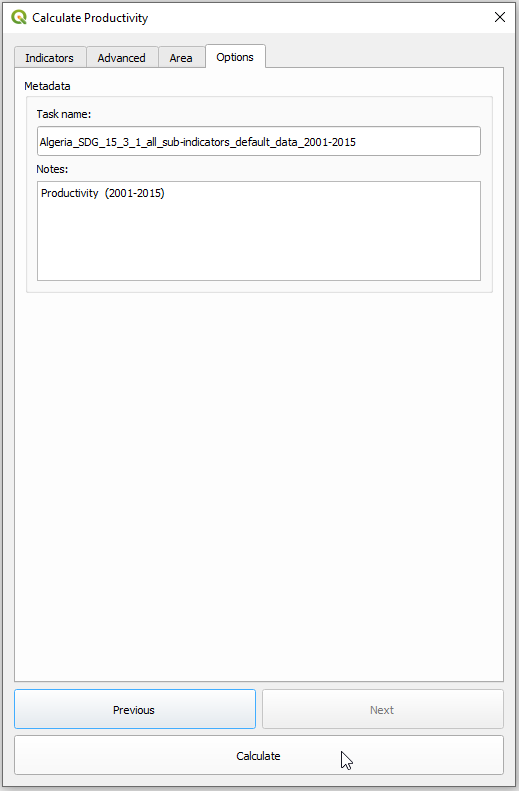 Calculate Productivity
Indicators Advanced Area Options
Metadata
Task name:
Algeria_SDG_15_3_1_all_sub-indicators_default_data_2001-2015
Notes:
Productivity (2001-2015)
Previous Next
Calculate